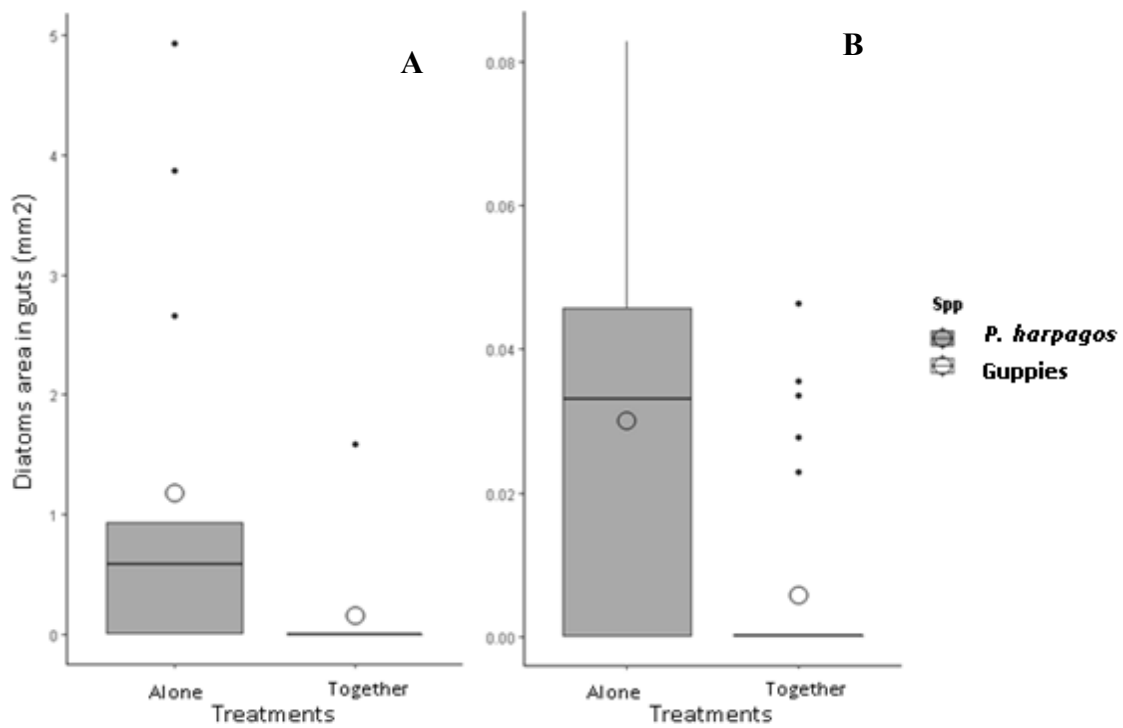 A
B
Diatoms area in guts (mm2)
5
4
3
2
1
0
Alone
Together
Treatments
0.08
0.06
0.04
0.02
0.00
Alone
Together
Treatments
Spp
P. harpagos
Guppies